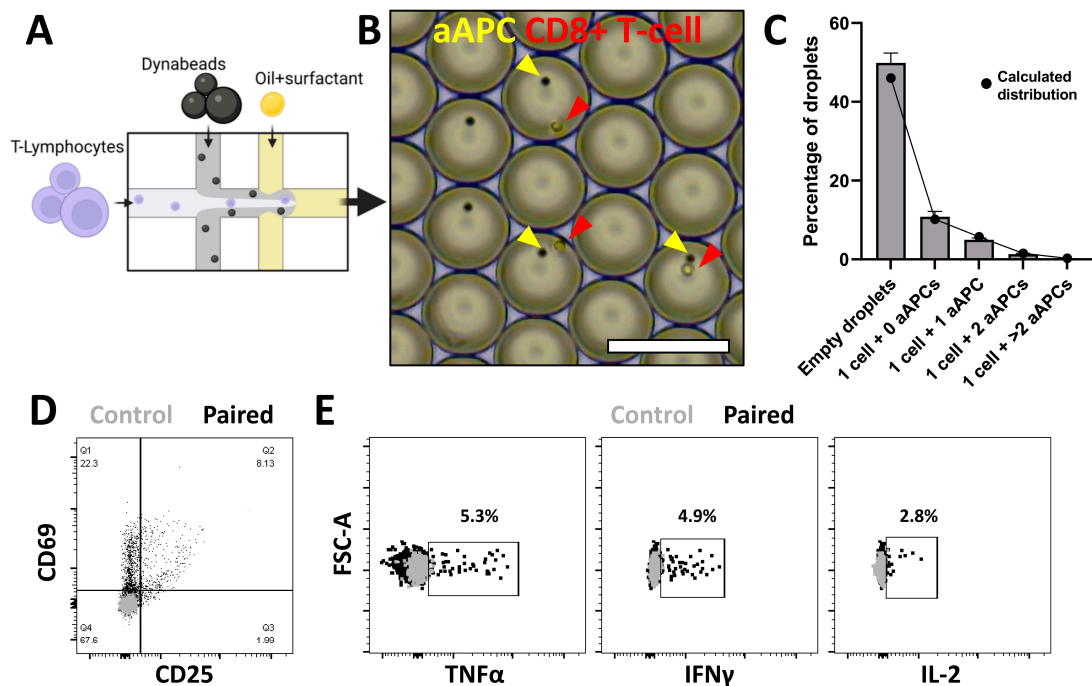 A
Dynabeads
Oil+surfactant
T-Lymphocytes
B
aAPC CD8+ T-cell
C
60
40
20
0
Percentage of droplets
Calculated
distribution
Empty droplets
1 cell + 0 aAPCs
1 cell + 1 aAPC
1 cell + 2 aAPCs
1 cell + >2 aAPCs
D
Control Paired
Q1
22.3
Q2
8.13
Q4
67.6
Q3
1.99
CD69
CD25
E
Control Paired
FSC-A
5.3%
4.9%
2.8%
TNFα
IFNγ
IL-2